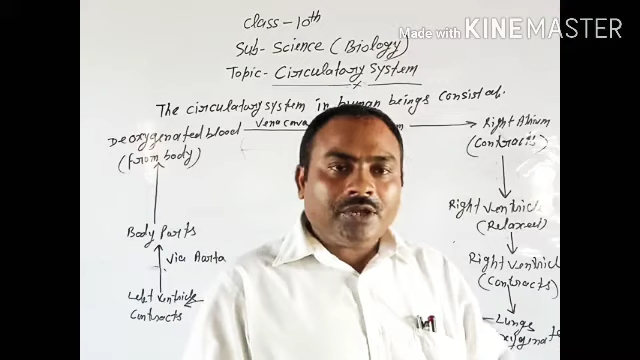 Class-10th
Made with KINEMASTER
Sub-Science (Biology)
Topic-Circulatory System
The circulatory system in human beings consist of.
Deoxygenated blood
(from body)
Vena cava
Right Atrium
(Contracts)
Right ventricle
(Relaxed)
Right ventricle
(Contracts)
Lungs
Left ventricle
Contracts
Via Aorta
Body Parts